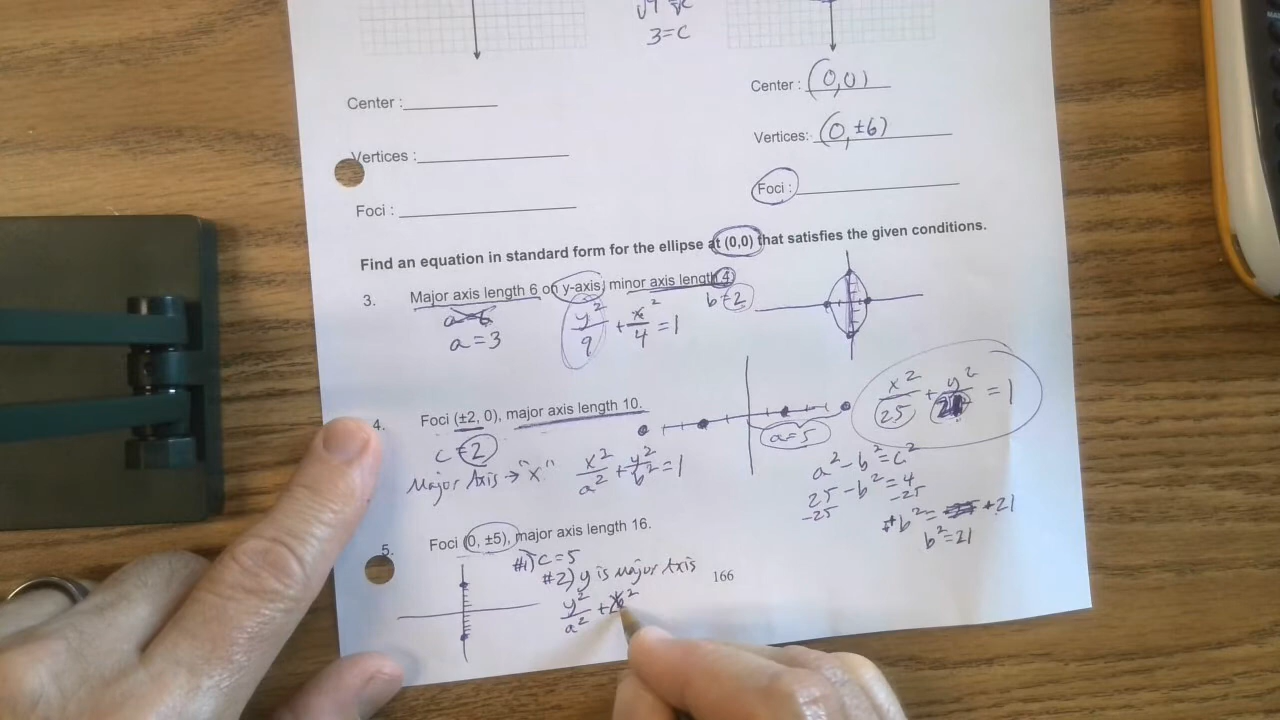 3=C
Center :
Center : (0,0)
Vertices :
Vertices: (0, ±6)
Foci :
Foci :
Find an equation in standard form for the ellipse at (0,0) that satisfies the given conditions.
3. Major axis length 6 on y-axis, minor axis length 4
a=6
b=2
a=3
y²/9 + x²/4 = 1
4. Foci (±2, 0), major axis length 10.
c=2
a=5
x²/25 + y²/21 = 1
Major Axis → "x"
x²/a² + y²/b² = 1
a² - b² = c²
25 - b² = 4
-25 -25
b² = +21
b² = 21
5. Foci (0, ±5), major axis length 16.
#1) c=5
#2) y is Major Axis
y²/a² +
166